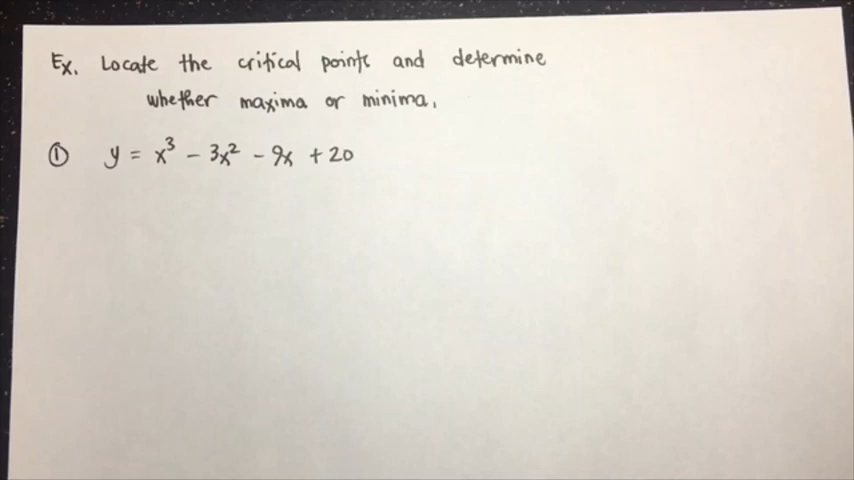 Ex. Locate the critical points and determine
whether maxima or minima.
① y = x³ - 3x² - 9x + 20